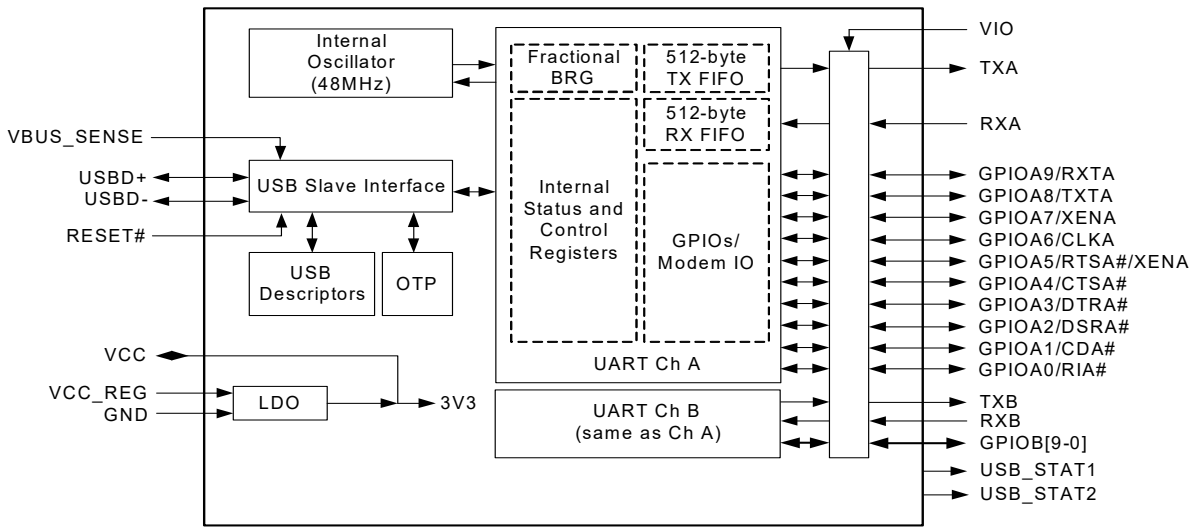 VIO
Internal
Oscillator
(48MHz)
Fractional
BRG
512-byte
TX FIFO
TXA
512-byte
RX FIFO
RXA
VBUS_SENSE
USBD+
USBD-
RESET#
USB Slave Interface
Internal
Status and
Control
Registers
GPIOs/
Modem IO
GPIOA9/RXTA
GPIOA8/TXTA
GPIOA7/XENA
GPIOA6/CLKA
GPIOA5/RTSA#/XENA
GPIOA4/CTSA#
GPIOA3/DTRA#
GPIOA2/DSRA#
GPIOA1/CDA#
GPIOA0/RIA#
USB
Descriptors
OTP
UART Ch A
VCC
VCC_REG
GND
LDO
3V3
UART Ch B
(same as Ch A)
TXB
RXB
GPIOB[9-0]
USB_STAT1
USB_STAT2